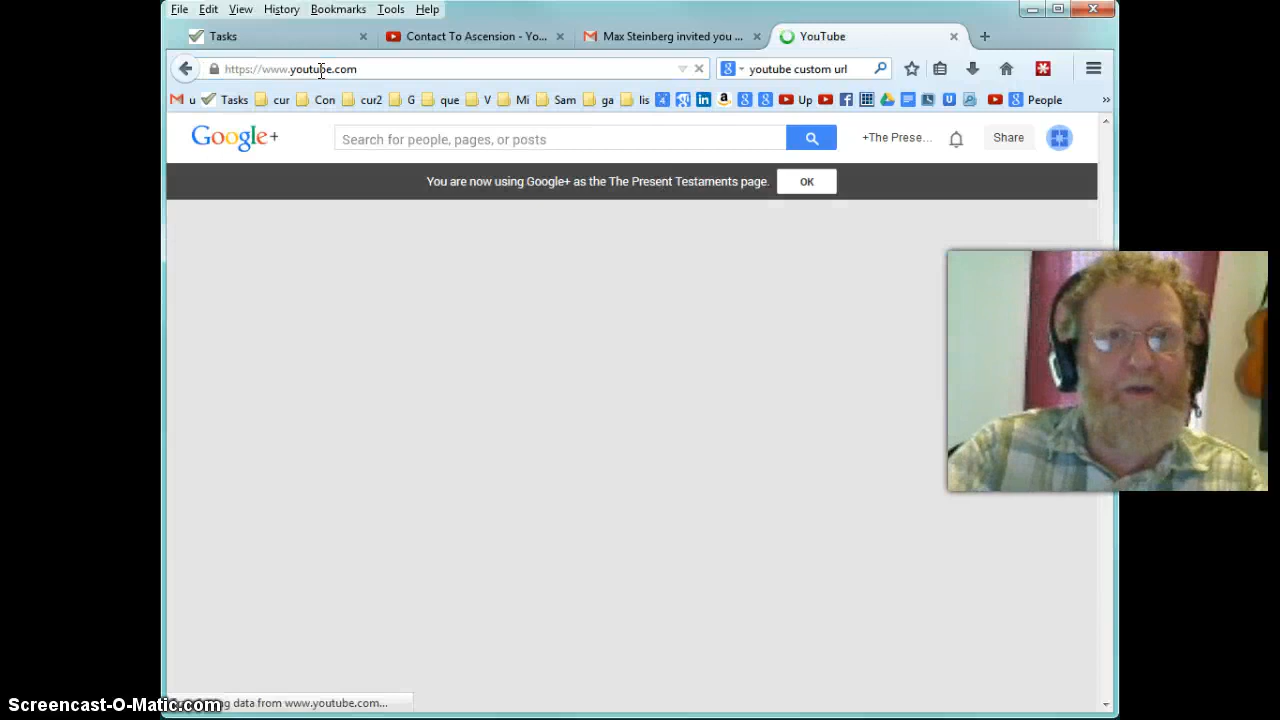 File Edit View History Bookmarks Tools Help
Tasks Contact To Ascension - Yo... Max Steinberg invited you ... YouTube
https://www.youtube.com youtube custom url
u Tasks cur Con cur2 G que V Mi Sam ga lis Up People
Google+ Search for people, pages, or posts +The Prese... Share
You are now using Google+ as the The Present Testaments page. OK
data from www.youtube.com...
Screencast-O-Matic.com